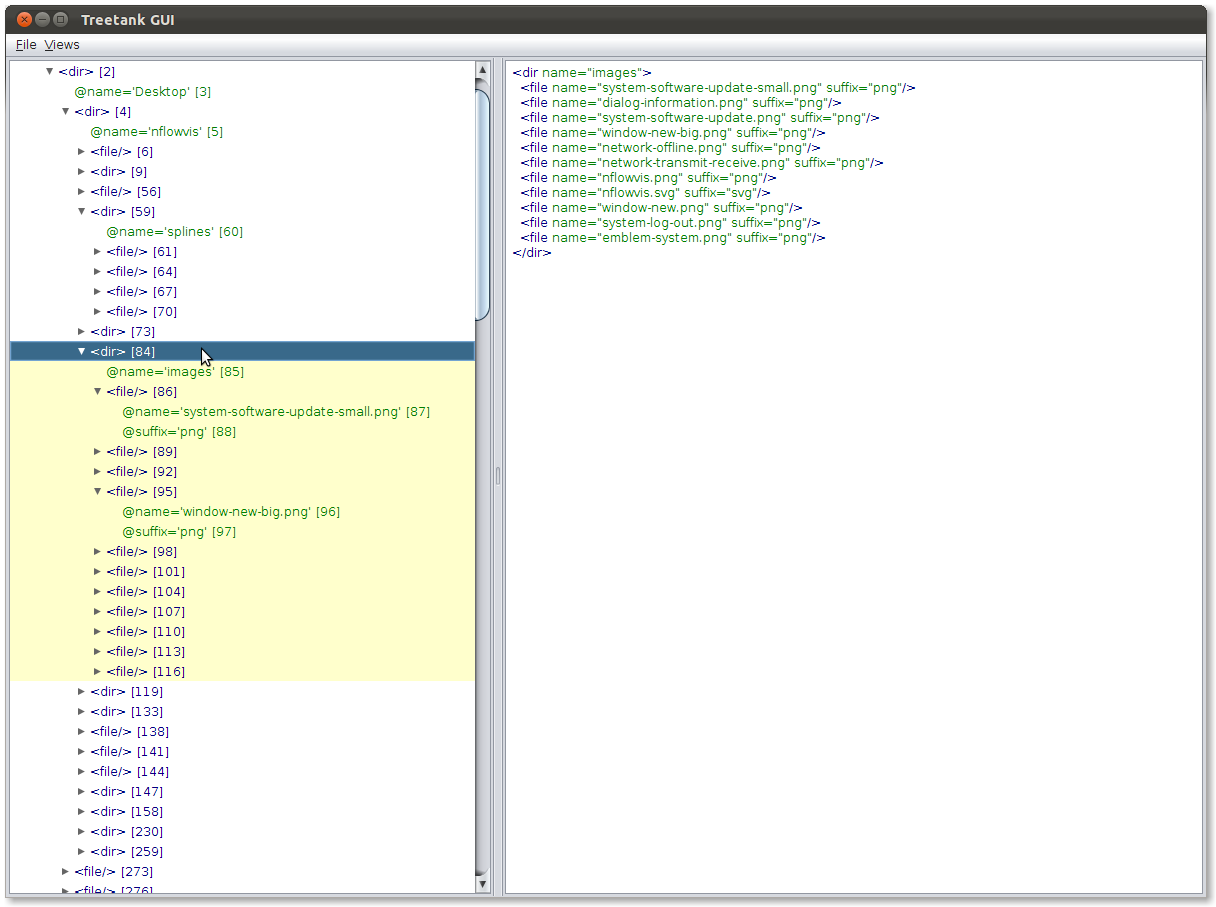 Treetank GUI
File Views
<dir> [2]
@name='Desktop' [3]
<dir> [4]
@name='nflowvis' [5]
<file/> [6]
<dir> [9]
<file/> [56]
<dir> [59]
@name='splines' [60]
<file/> [61]
<file/> [64]
<file/> [67]
<file/> [70]
<dir> [73]
<dir> [84]
@name='images' [85]
<file/> [86]
@name='system-software-update-small.png' [87]
@suffix='png' [88]
<file/> [89]
<file/> [92]
<file/> [95]
@name='window-new-big.png' [96]
@suffix='png' [97]
<file/> [98]
<file/> [101]
<file/> [104]
<file/> [107]
<file/> [110]
<file/> [113]
<file/> [116]
<dir> [119]
<dir> [133]
<file/> [138]
<file/> [141]
<file/> [144]
<dir> [147]
<dir> [158]
<dir> [230]
<dir> [259]
<file/> [273]
<file/> [276]
<dir name="images">
<file name="system-software-update-small.png" suffix="png"/>
<file name="dialog-information.png" suffix="png"/>
<file name="system-software-update.png" suffix="png"/>
<file name="window-new-big.png" suffix="png"/>
<file name="network-offline.png" suffix="png"/>
<file name="network-transmit-receive.png" suffix="png"/>
<file name="nflowvis.png" suffix="png"/>
<file name="nflowvis.svg" suffix="svg"/>
<file name="window-new.png" suffix="png"/>
<file name="system-log-out.png" suffix="png"/>
<file name="emblem-system.png" suffix="png"/>
</dir>